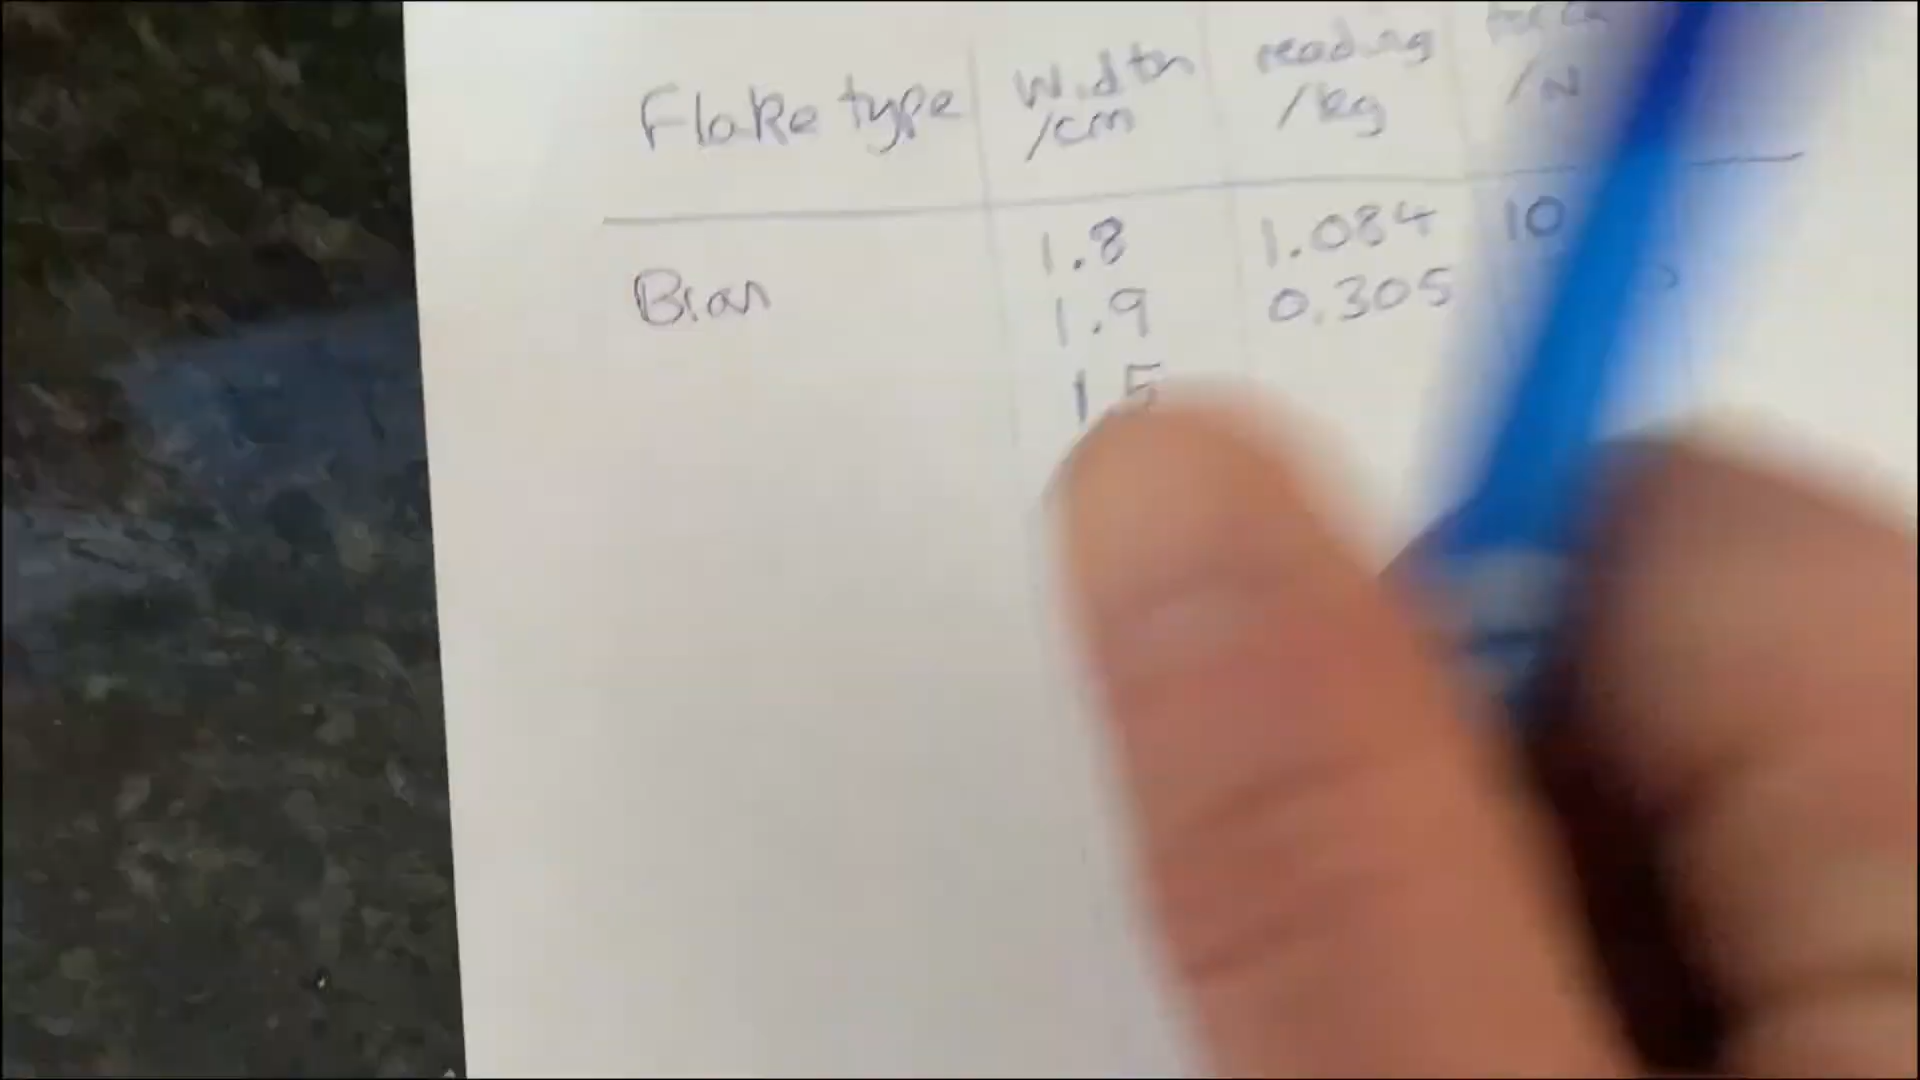 Flake type Width reading
/cm /kg /N
1.8 1.084 10
Bran 1.9 0.305
1.5